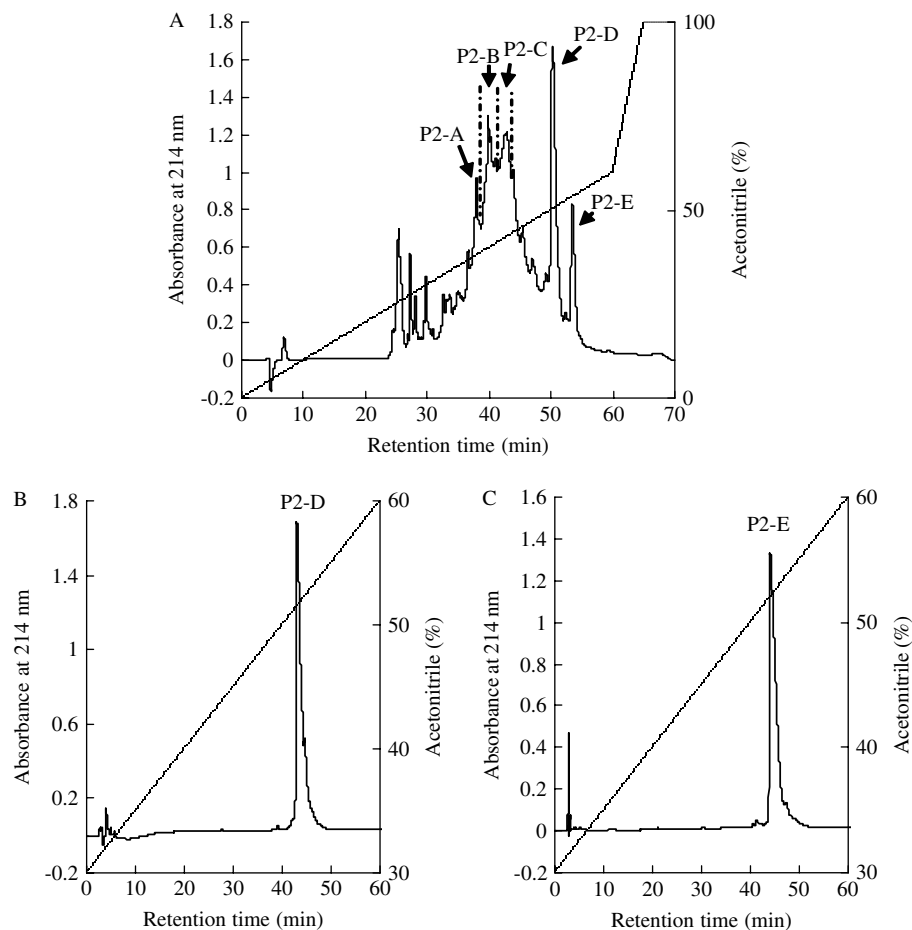 A
P2-A
P2-B
P2-C
P2-D
P2-E
Absorbance at 214 nm
1.8
1.6
1.4
1.2
1
0.8
0.6
0.4
0.2
0
-0.2
100
50
0
Acetonitrile (%)
0 10 20 30 40 50 60 70
Retention time (min)
B
P2-D
Absorbance at 214 nm
1.8
1.4
1
0.6
0.2
-0.2
60
50
40
30
Acetonitrile (%)
0 10 20 30 40 50 60
Retention time (min)
C
P2-E
Absorbance at 214 nm
1.6
1.4
1.2
1
0.8
0.6
0.4
0.2
0
-0.2
60
50
40
30
Acetonitrile (%)
0 10 20 30 40 50 60
Retention time (min)